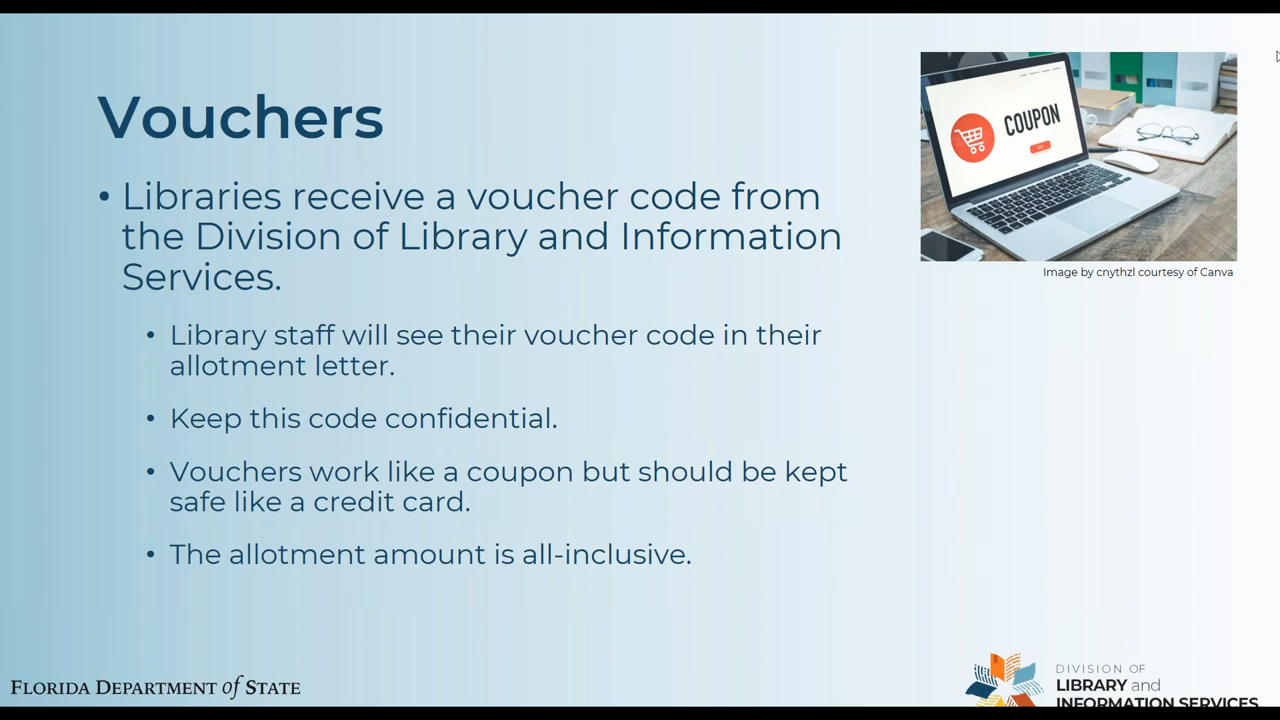 Vouchers
COUPON
• Libraries receive a voucher code from
the Division of Library and Information
Services.
Image by cnythzl courtesy of Canva
• Library staff will see their voucher code in their
allotment letter.
• Keep this code confidential.
• Vouchers work like a coupon but should be kept
safe like a credit card.
• The allotment amount is all-inclusive.
FLORIDA DEPARTMENT of STATE
DIVISION OF
LIBRARY and
INFORMATION SERVICES